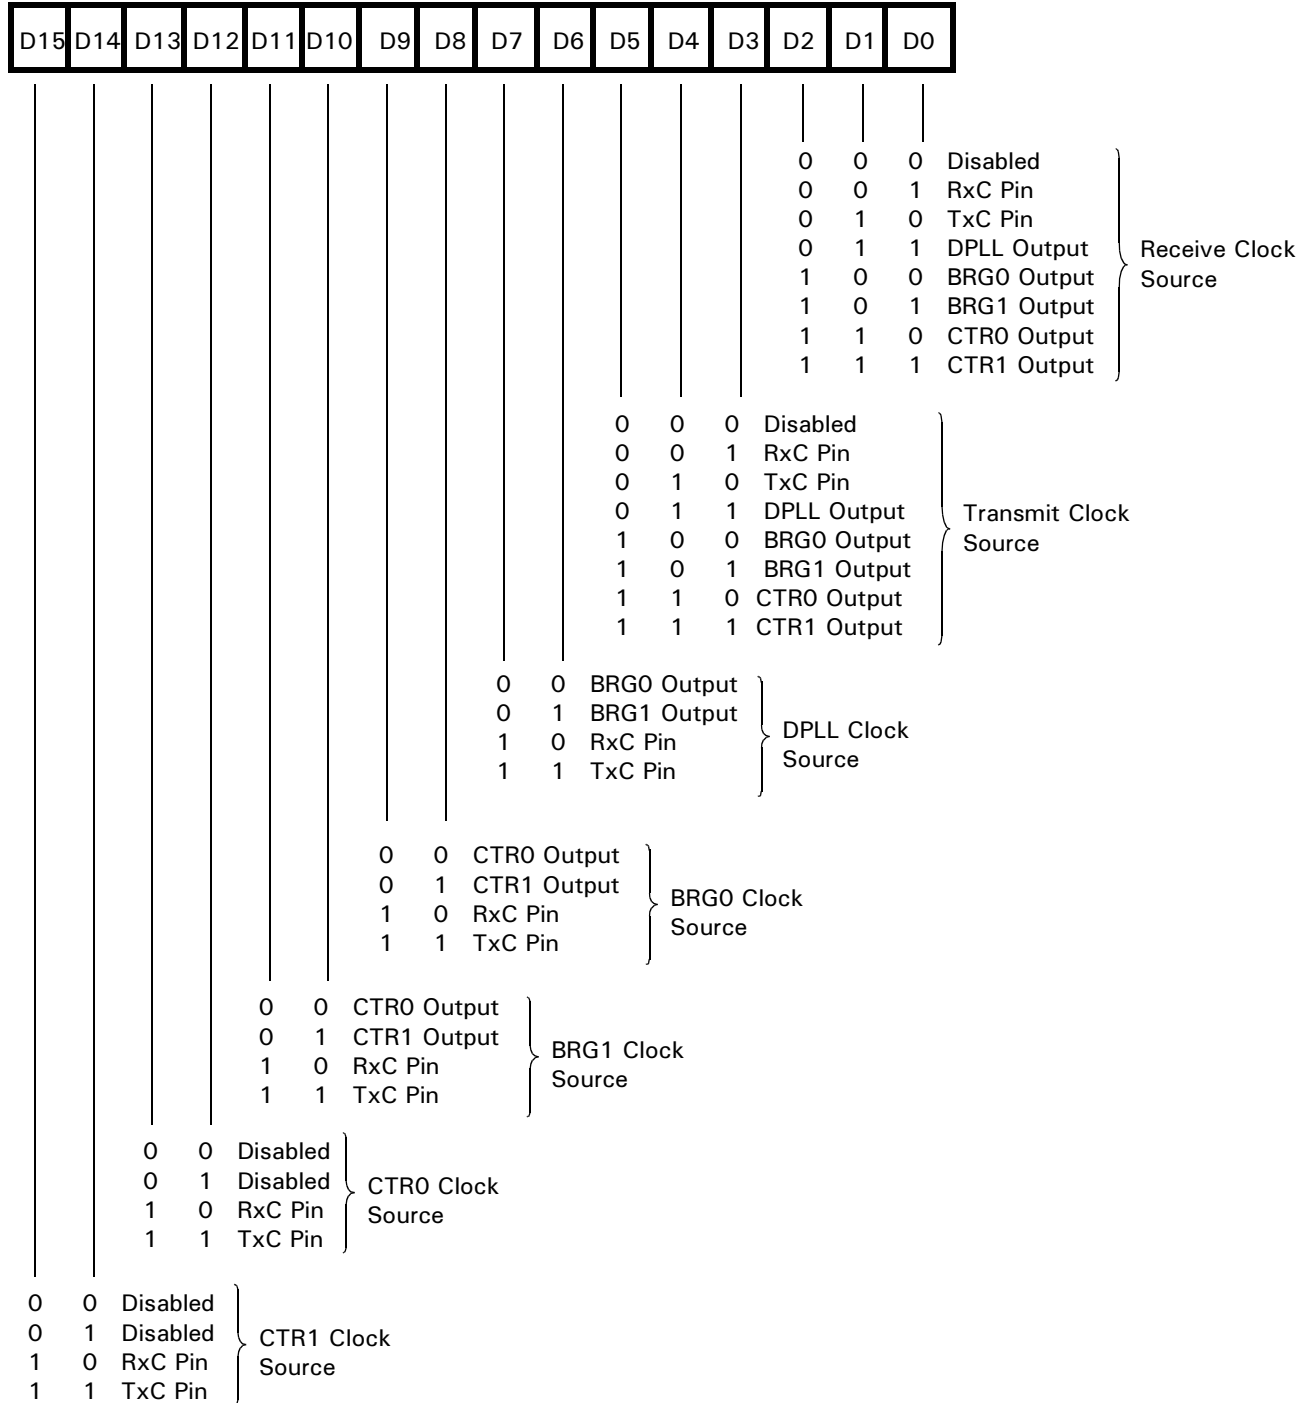 D15 D14 D13 D12 D11 D10 D9 D8 D7 D6 D5 D4 D3 D2 D1 D0
0 0 0 Disabled
0 0 1 RxC Pin
0 1 0 TxC Pin
0 1 1 DPLL Output
1 0 0 BRG0 Output
1 0 1 BRG1 Output
1 1 0 CTR0 Output
1 1 1 CTR1 Output
Receive Clock
Source
0 0 0 Disabled
0 0 1 RxC Pin
0 1 0 TxC Pin
0 1 1 DPLL Output
1 0 0 BRG0 Output
1 0 1 BRG1 Output
1 1 0 CTR0 Output
1 1 1 CTR1 Output
Transmit Clock
Source
0 0 BRG0 Output
0 1 BRG1 Output
1 0 RxC Pin
1 1 TxC Pin
DPLL Clock
Source
0 0 CTR0 Output
0 1 CTR1 Output
1 0 RxC Pin
1 1 TxC Pin
BRG0 Clock
Source
0 0 CTR0 Output
0 1 CTR1 Output
1 0 RxC Pin
1 1 TxC Pin
BRG1 Clock
Source
0 0 Disabled
0 1 Disabled
1 0 RxC Pin
1 1 TxC Pin
CTR0 Clock
Source
0 0 Disabled
0 1 Disabled
1 0 RxC Pin
1 1 TxC Pin
CTR1 Clock
Source